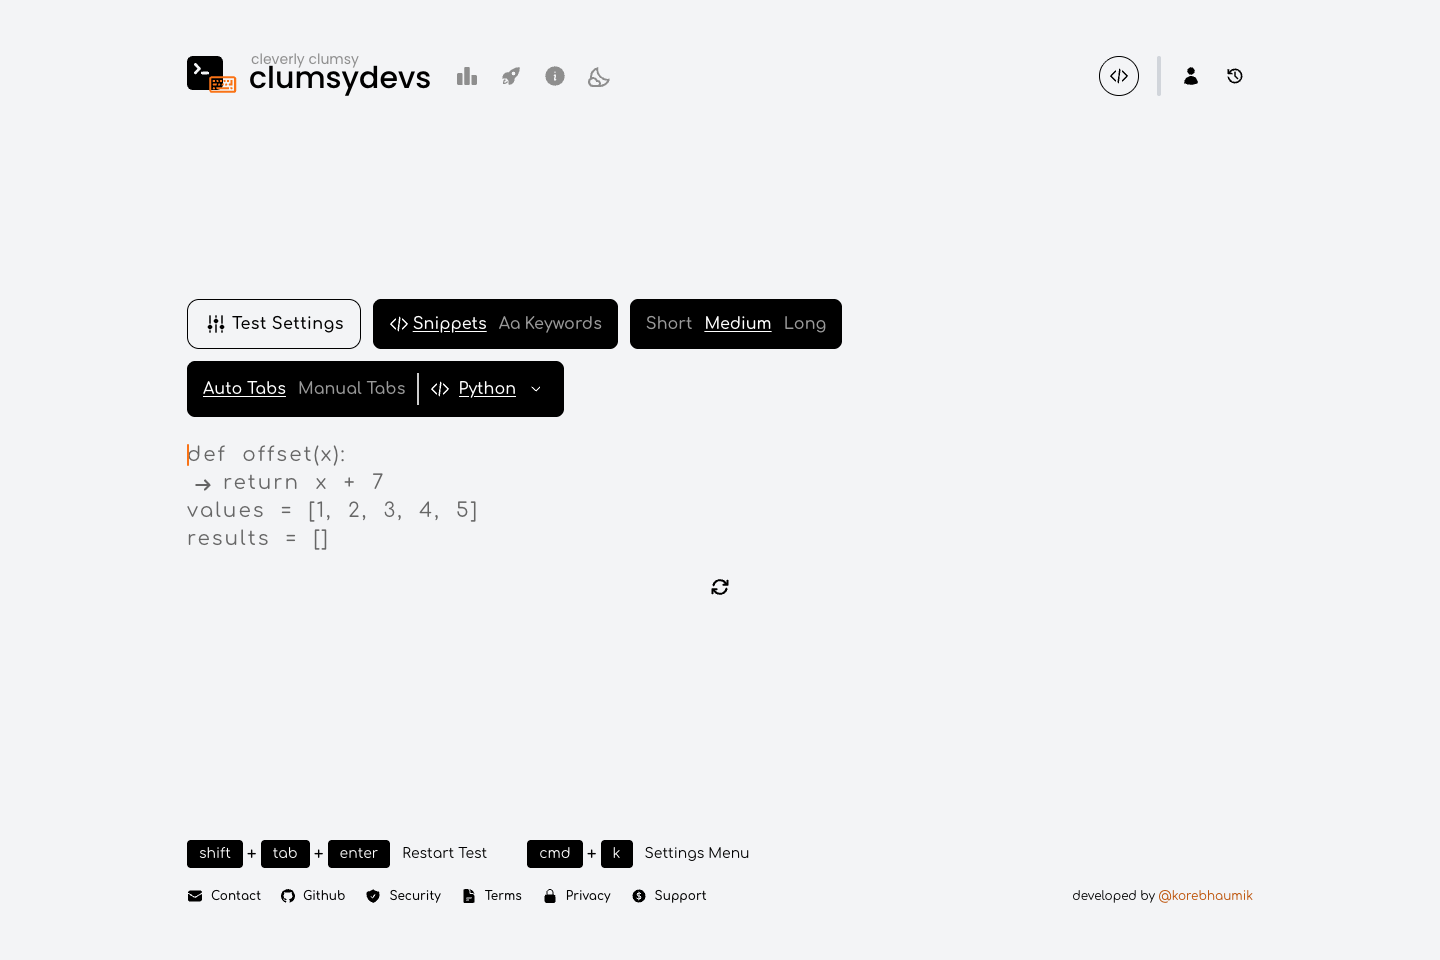 cleverly clumsy
clumsydevs
Test Settings
Snippets Aa Keywords
Short Medium Long
Auto Tabs Manual Tabs Python
def offset(x):
→ return x + 7
values = [1, 2, 3, 4, 5]
results = []
shift + tab + enter Restart Test cmd + k Settings Menu
Contact Github Security Terms Privacy Support developed by @korebhaumik